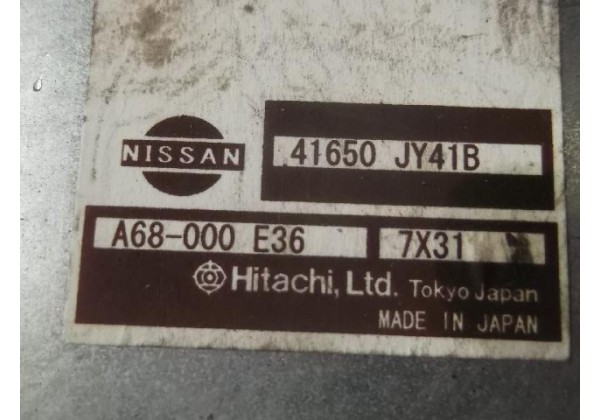 NISSAN
41650 JY41B
A68-000 E36
7X31
Hitachi, Ltd. Tokyo Japan
MADE IN JAPAN